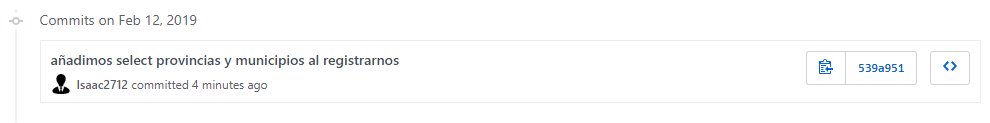 Commits on Feb 12, 2019
añadimos select provincias y municipios al registrarnos
539a951
Isaac2712 committed 4 minutes ago